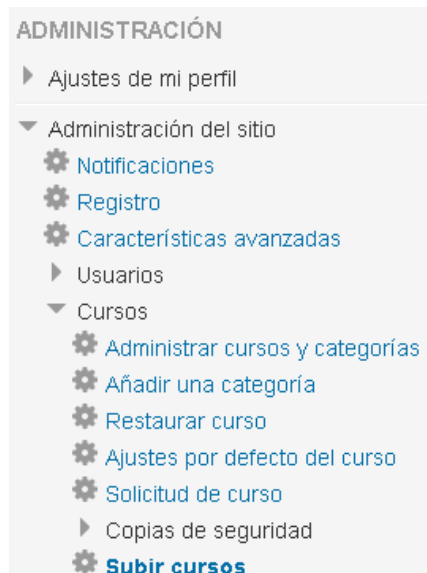 ADMINISTRACIÓN
Ajustes de mi perfil
Administración del sitio
Notificaciones
Registro
Características avanzadas
Usuarios
Cursos
Administrar cursos y categorías
Añadir una categoría
Restaurar curso
Ajustes por defecto del curso
Solicitud de curso
Copias de seguridad
Subir cursos